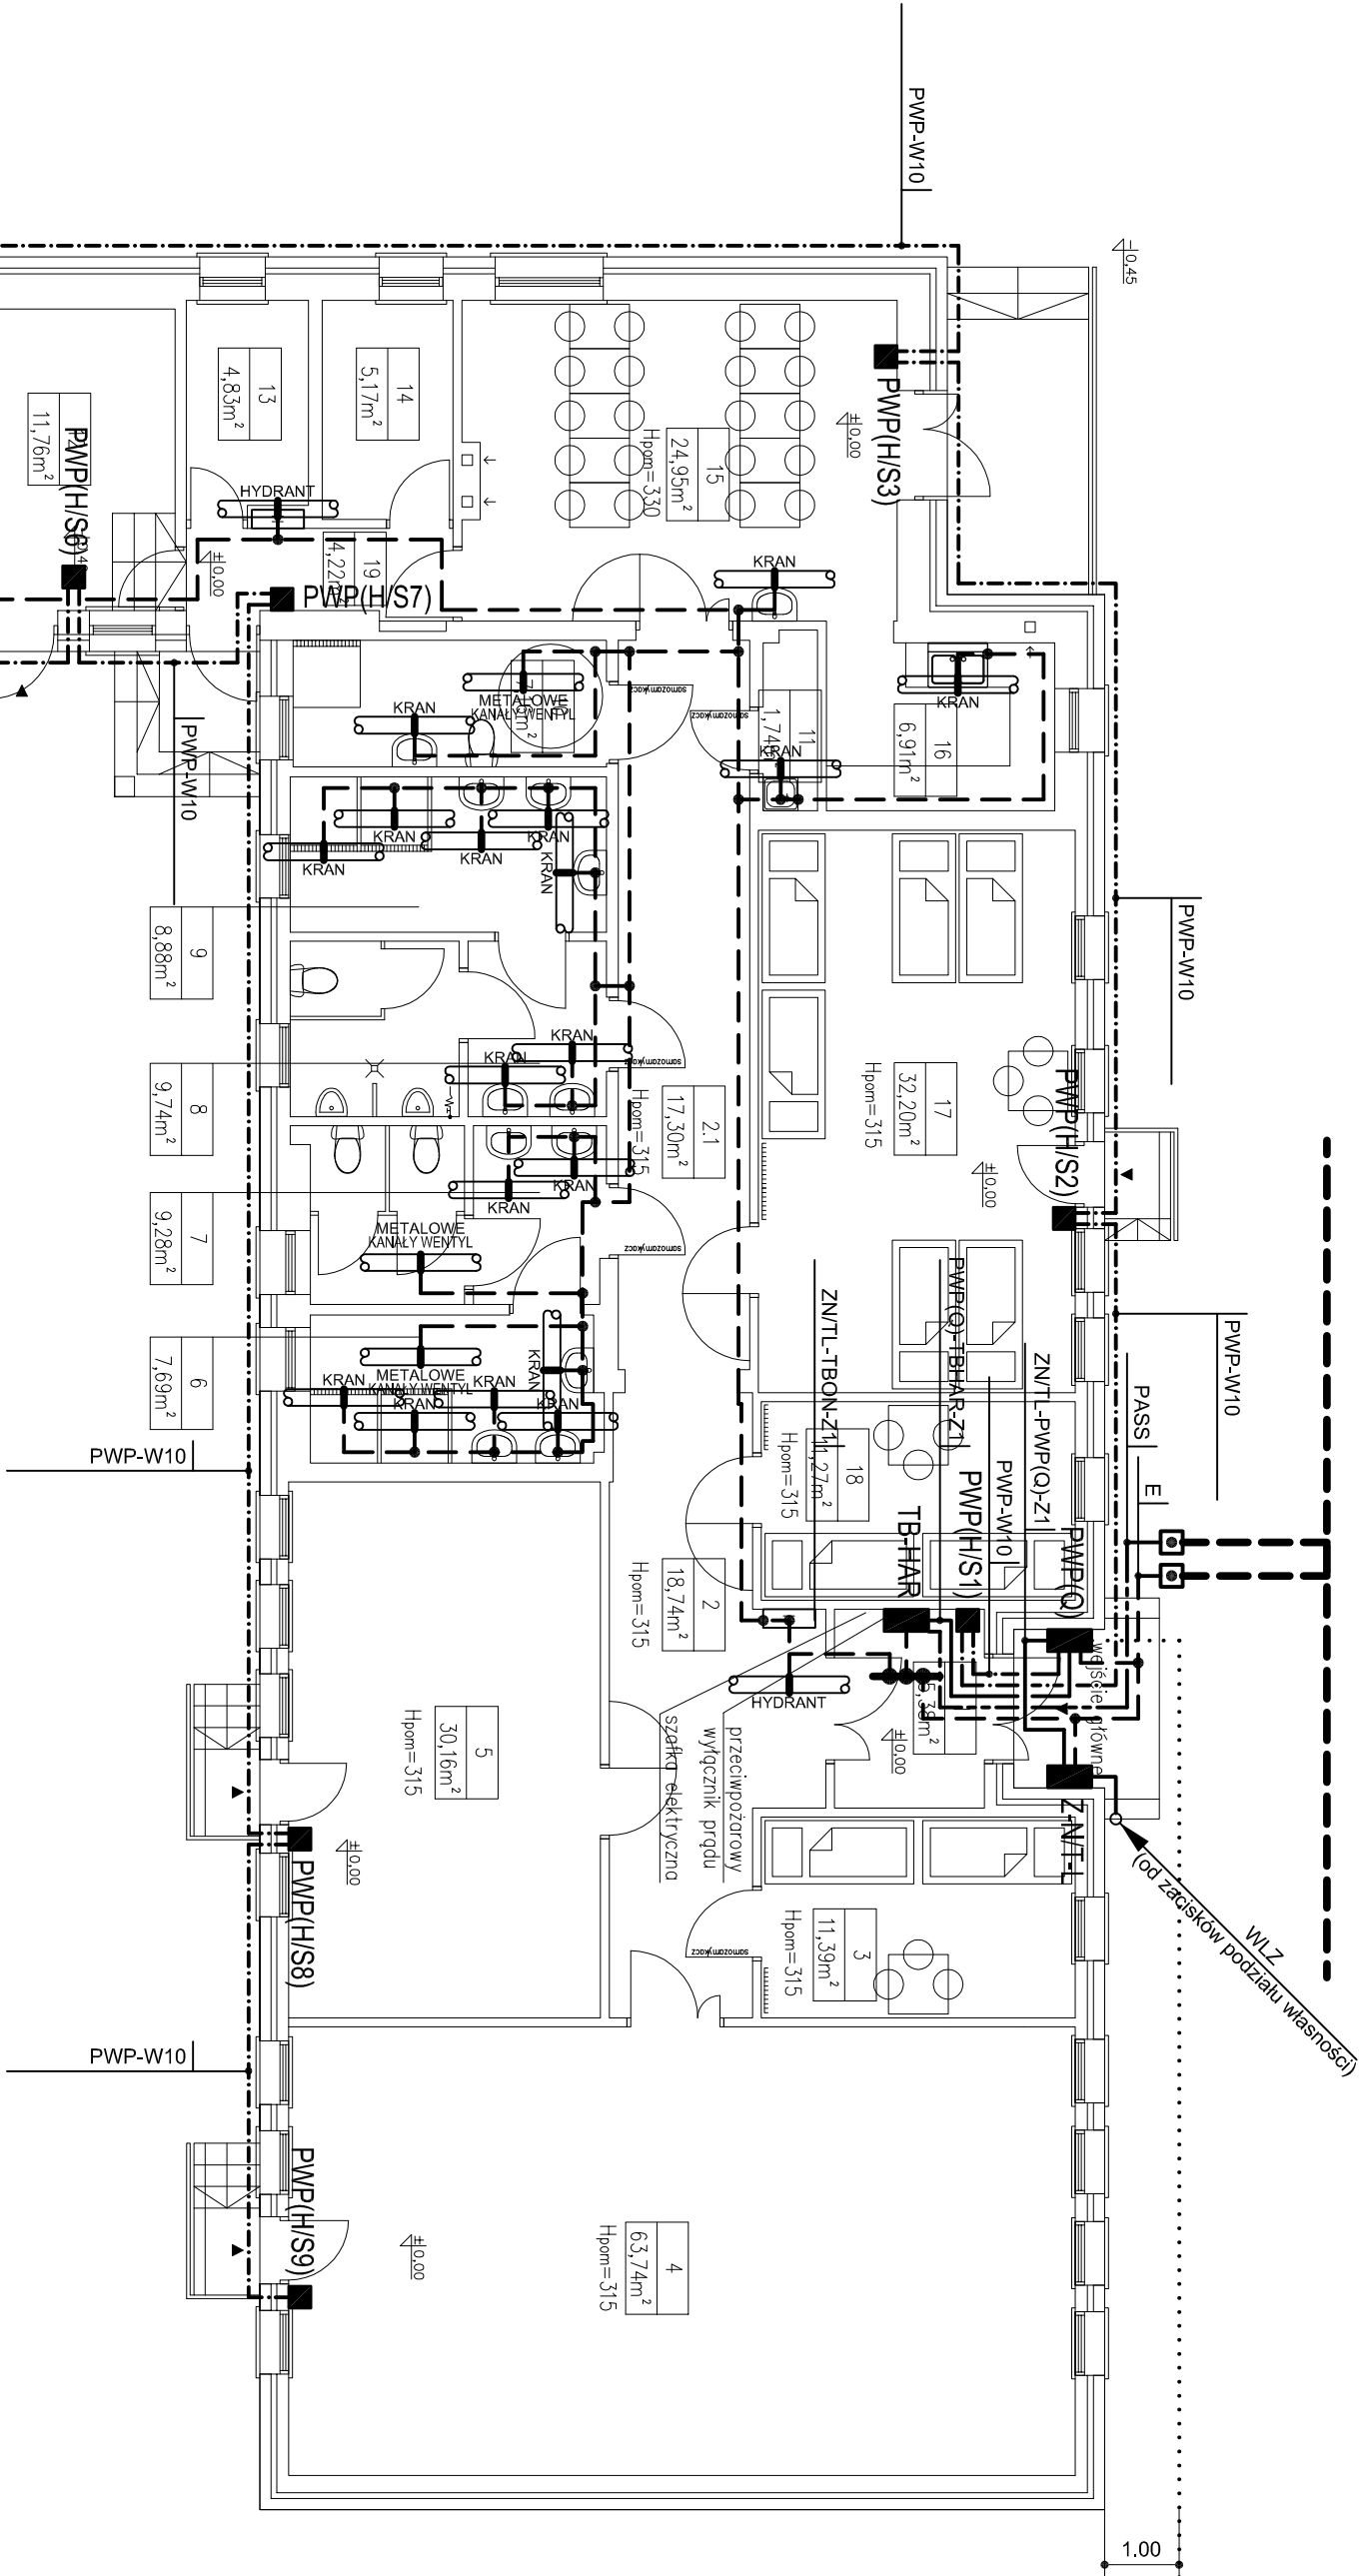 PWP-W10
-0,45
13
4,83m²
14
5,17m²
15
24,95m²
Hpom=330
±0,00
PWP(H/S3)
11,76m²
PWP(H/S6)
HYDRANT
19
4,22m²
±0,00
PWP(H/S7)
KRAN
PWP-W10
METALOWE
KANAŁY WENTYL
KRAN
samozamykacz
samozamykacz
11
1,74m²
KRAN
16
6,91m²
KRAN
KRAN
KRAN
KRAN
KRAN
KRAN
9
8,88m²
8
9,74m²
7
9,28m²
6
7,69m²
KRAN
KRAN
KRAN
KRAN
samozamykacz
samozamykacz
2.1
17,30m²
Hpom=315
17
32,20m²
Hpom=315
±0,00
PWP(H/S2)
PWP-W10
PWP-W10
METALOWE
KANAŁY WENTYL
METALOWE
KANAŁY WENTYL
KRAN
KRAN
KRAN
KRAN
KRAN
ZN/TL-TBON-Z1
PWP(Q)-TBHAR-Z1
ZN/TL-PWP(Q)-Z1
PWP-W10
PASS
E
18
11,27m²
Hpom=315
TB-HAR
PWP(H/S1)
PWP(Q)
2
18,74m²
Hpom=315
HYDRANT
5,38m²
±0,00
wejście główne
Z-ZN/T-L
WLZ
(od zacisków podziału własności)
przeciwpożarowy
wyłącznik prądu
szafka elektryczna
5
30,16m²
Hpom=315
±0,00
PWP(H/S8)
PWP-W10
PWP-W10
samozamykacz
3
11,39m²
Hpom=315
4
63,74m²
Hpom=315
±0,00
PWP(H/S9)
1.00